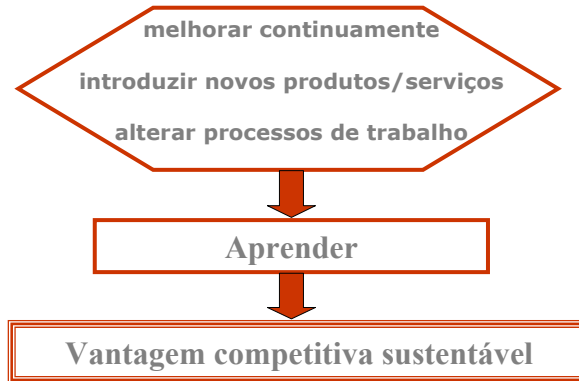 melhorar continuamente
introduzir novos produtos/serviços
alterar processos de trabalho
Aprender
Vantagem competitiva sustentável